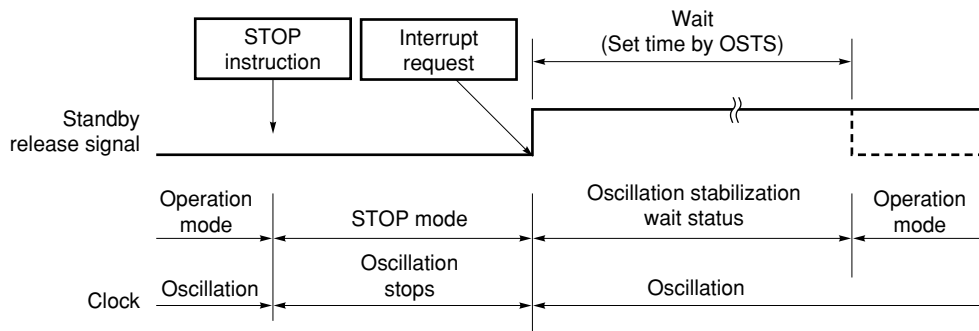 STOP
instruction
Interrupt
request
Wait
(Set time by OSTS)
Standby
release signal
Operation
mode
STOP mode
Oscillation stabilization
wait status
Operation
mode
Clock
Oscillation
Oscillation
stops
Oscillation